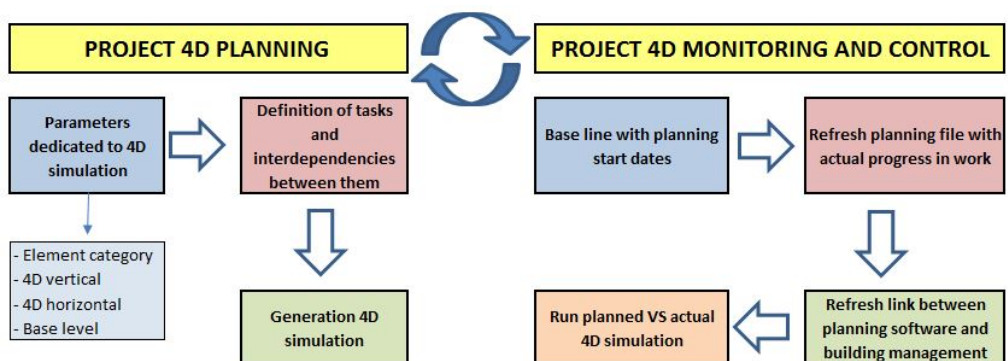 PROJECT 4D PLANNING
PROJECT 4D MONITORING AND CONTROL
Parameters
dedicated to 4D
simulation
Definition of tasks
and
interdependencies
between them
- Element category
- 4D vertical
- 4D horizontal
- Base level
Generation 4D
simulation
Base line with planning
start dates
Refresh planning file with
actual progress in work
Refresh link between
planning software and
building management
Run planned VS actual
4D simulation